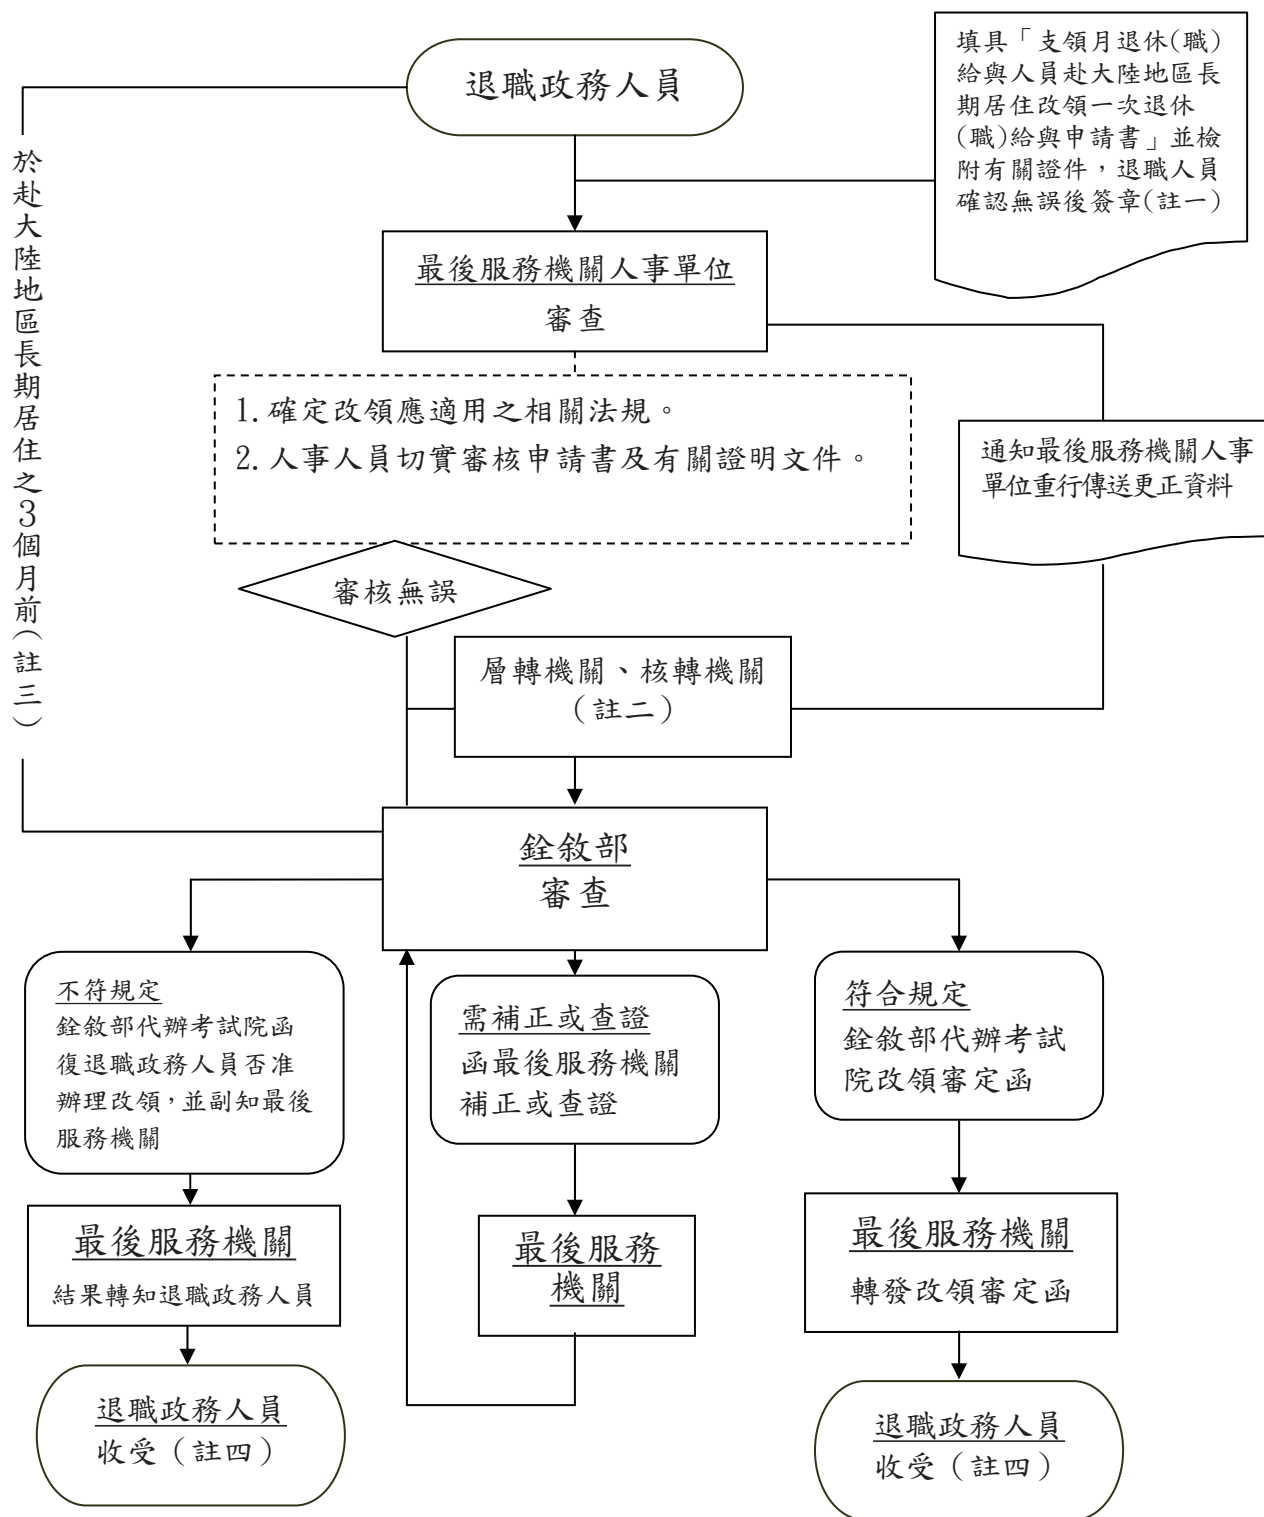 退職政務人員
填具「支領月退休(職)
給與人員赴大陸地區長
期居住改領一次退休
(職)給與申請書」並檢
附有關證件，退職人員
確認無誤後簽章(註一)
於赴大陸地區長期居住之3個月前(註三)
最後服務機關人事單位
審查
1.確定改領應適用之相關法規。
2.人事人員切實審核申請書及有關證明文件。
通知最後服務機關人事
單位重行傳送更正資料
審核無誤
層轉機關、核轉機關
（註二）
銓敘部
審查
不符規定
銓敘部代辦考試院函
復退職政務人員否准
辦理改領，並副知最後
服務機關
需補正或查證
函最後服務機關
補正或查證
符合規定
銓敘部代辦考試
院改領審定函
最後服務機關
結果轉知退職政務人員
最後服務
機關
最後服務機關
轉發改領審定函
退職政務人員
收受（註四）
退職政務人員
收受（註四）